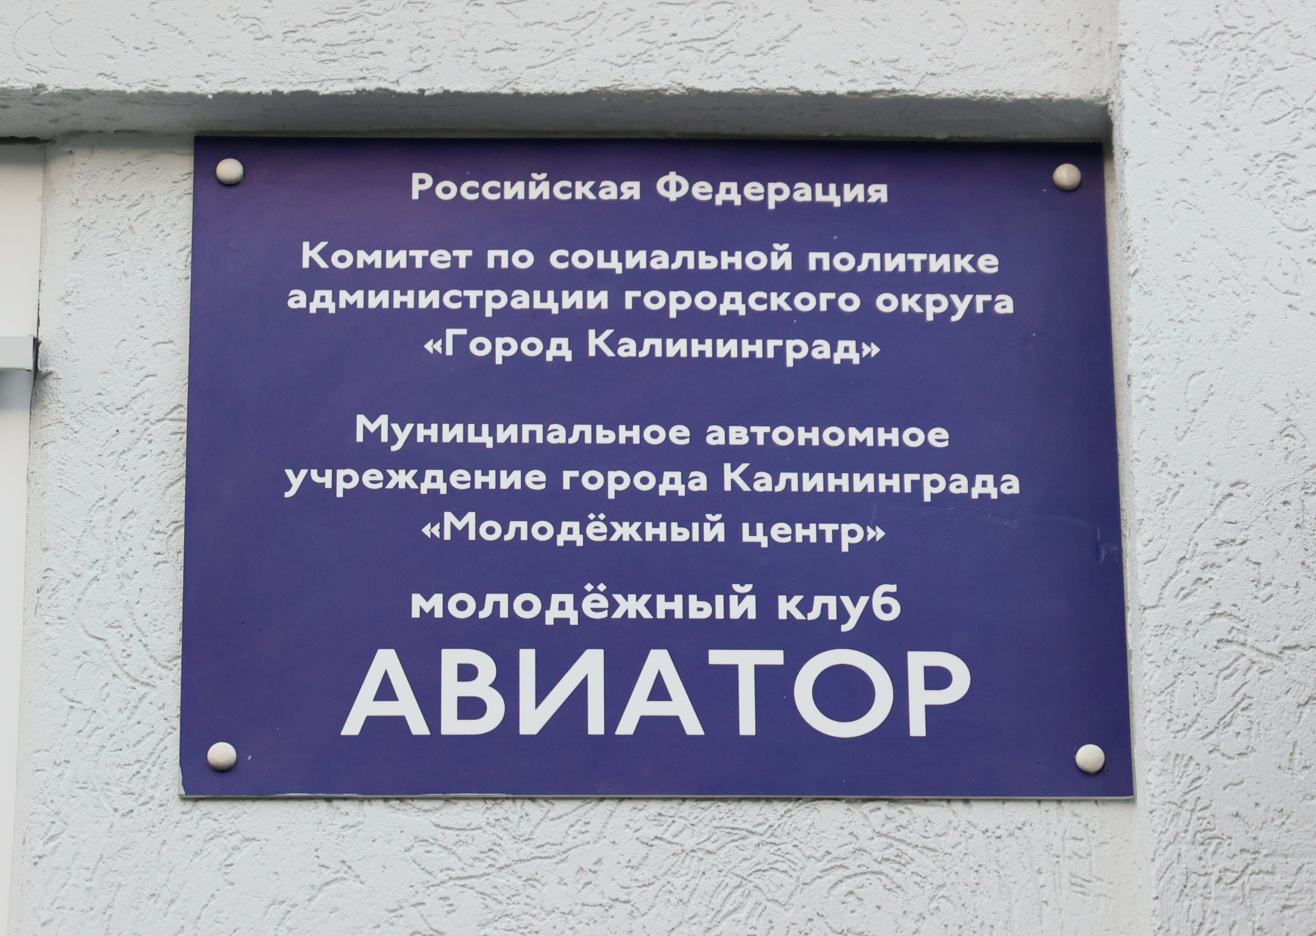 Российская Федерация
Комитет по социальной политике
администрации городского округа
«Город Калининград»
Муниципальное автономное
учреждение города Калининграда
«Молодёжный центр»
молодёжный клуб
АВИАТОР